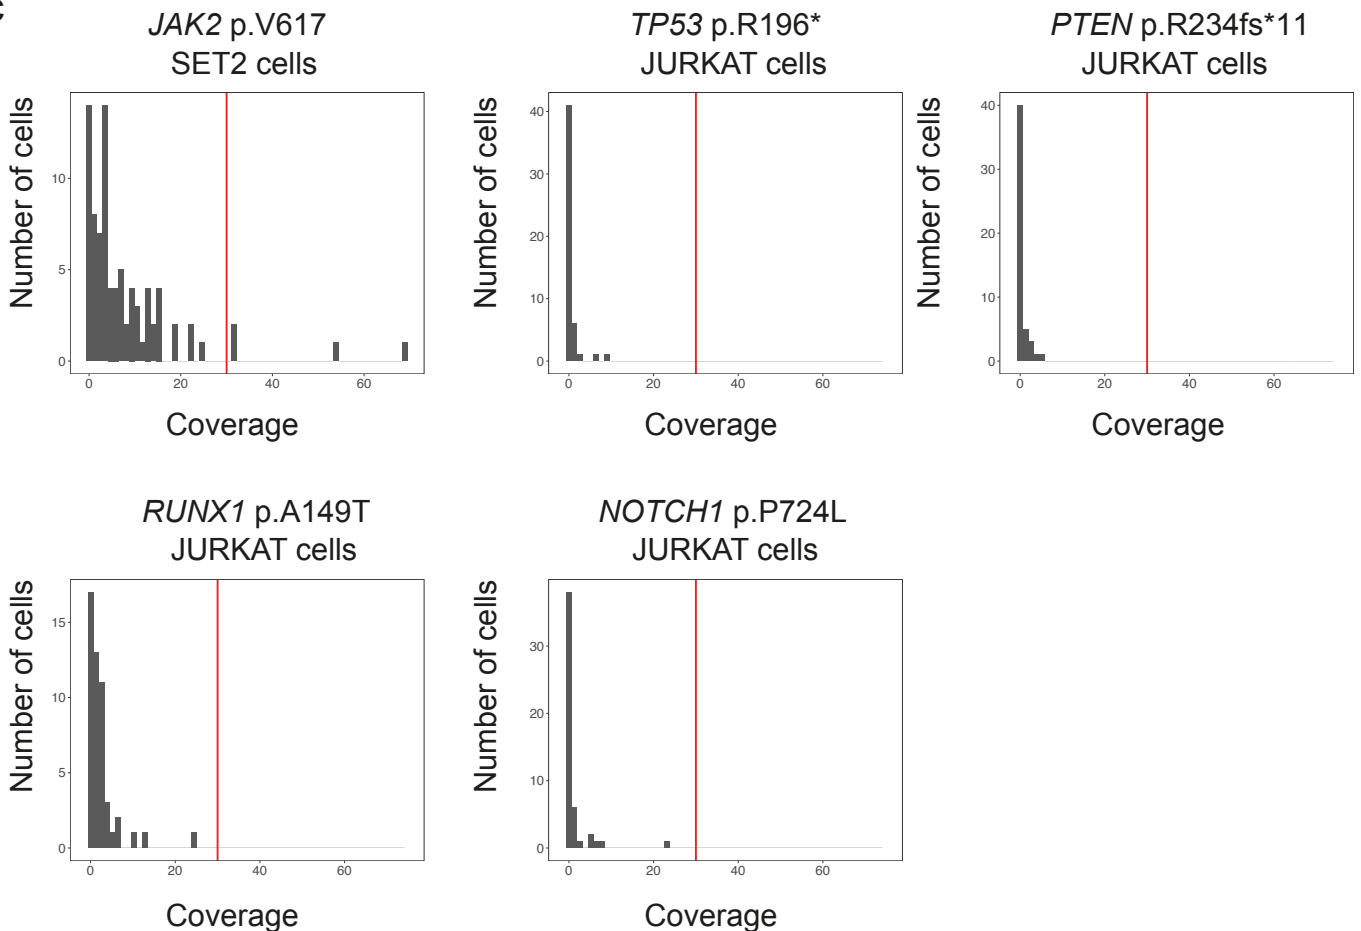 JAK2 p.V617
SET2 cells
Number of cells
10
5
0
0 20 40 60
Coverage
TP53 p.R196*
JURKAT cells
Number of cells
40
30
20
10
0
0 20 40 60
Coverage
PTEN p.R234fs*11
JURKAT cells
Number of cells
40
30
20
10
0
0 20 40 60
Coverage
RUNX1 p.A149T
JURKAT cells
Number of cells
15
10
5
0
0 20 40 60
Coverage
NOTCH1 p.P724L
JURKAT cells
Number of cells
30
20
10
0
0 20 40 60
Coverage